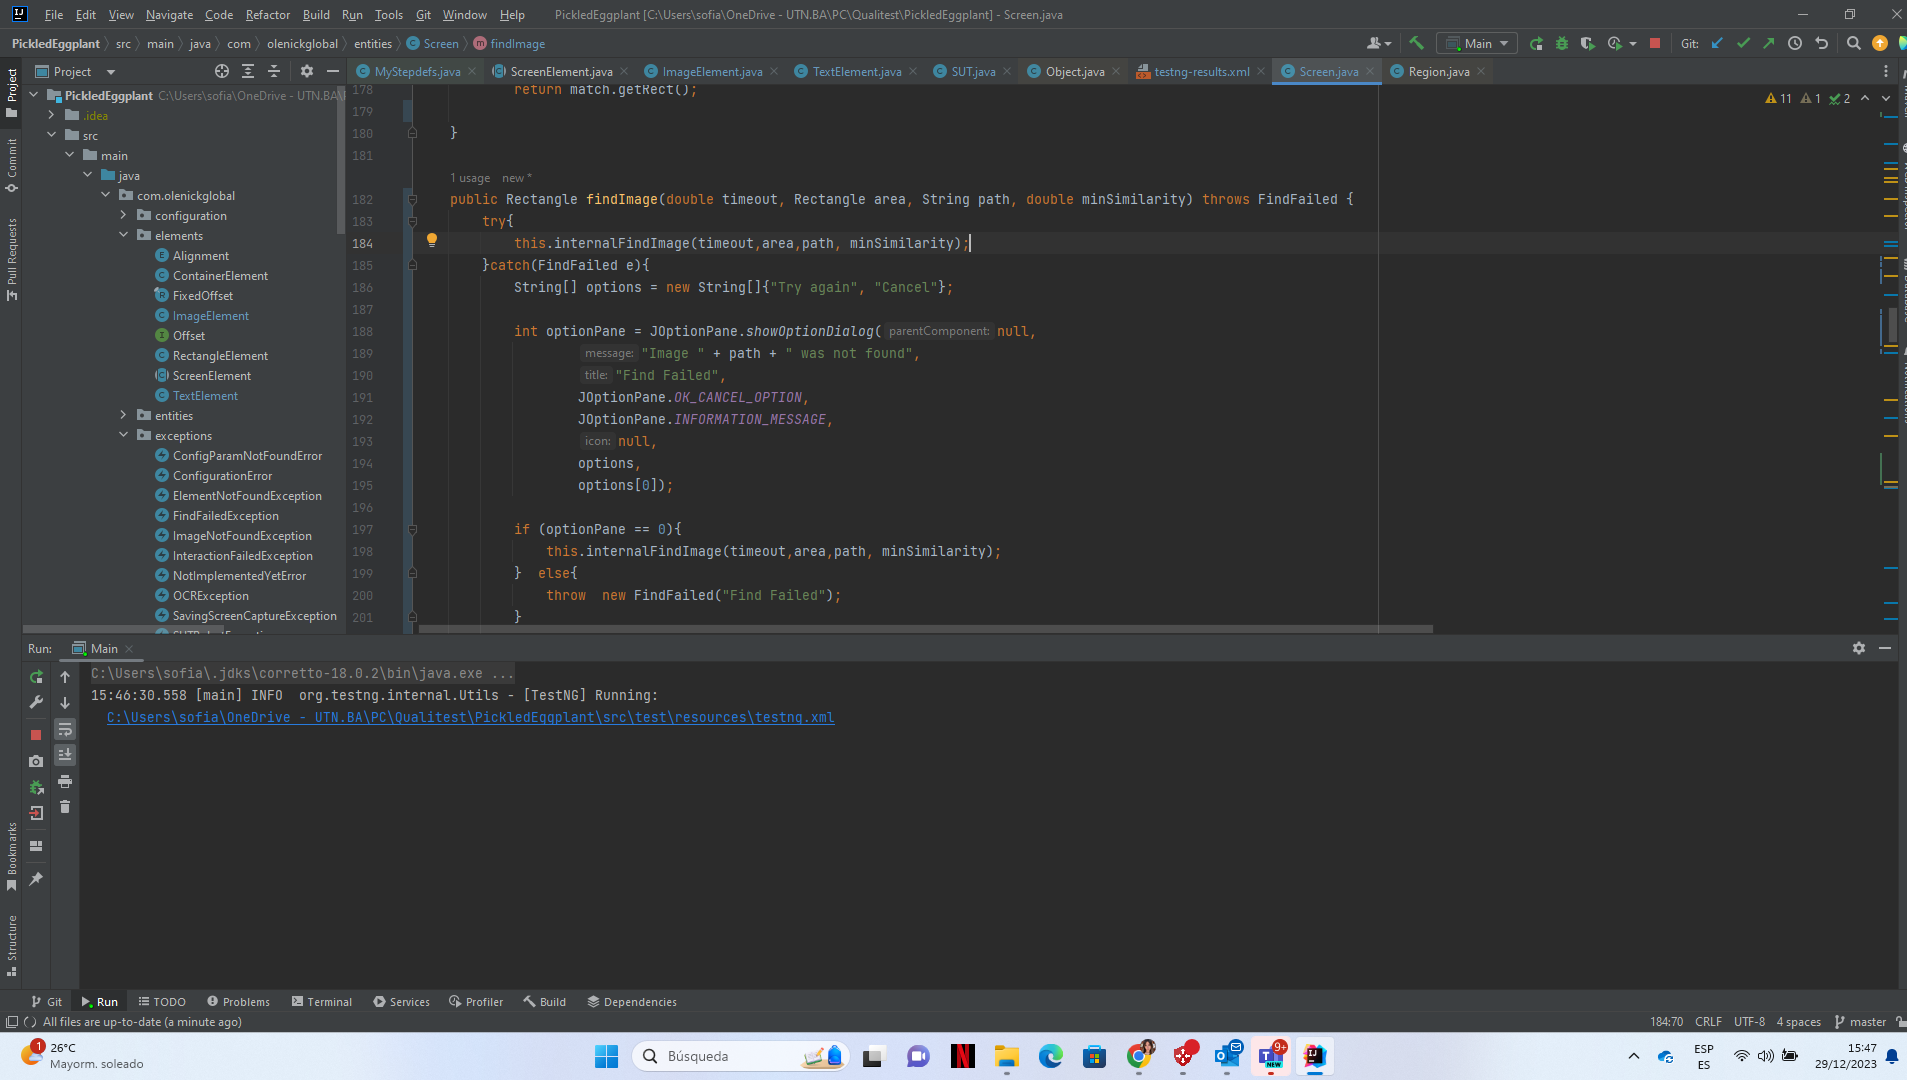 File Edit View Navigate Code Refactor Build Run Tools Git Window Help PickledEggplant [C:\Users\sofia\OneDrive - UTN.BA\PC\Qualitest\PickledEggplant] - Screen.java
PickledEggplant src main java com olenickglobal entities Screen findImage Main Git:
Project MyStepdefs.java ScreenElement.java ImageElement.java TextElement.java SUT.java Object.java testng-results.xml Screen.java Region.java
Project
Commit
Pull Requests
PickledEggplant C:\Users\sofia\OneDrive - UTN.BA\
.idea
src
main
java
com.olenickglobal
configuration
elements
Alignment
ContainerElement
FixedOffset
ImageElement
Offset
RectangleElement
ScreenElement
TextElement
entities
exceptions
ConfigParamNotFoundError
ConfigurationError
ElementNotFoundException
FindFailedException
ImageNotFoundException
InteractionFailedException
NotImplementedYetError
OCRException
SavingScreenCaptureException
11 1 2
178 return match.getRect();
179
180 }
181
1 usage new *
182 public Rectangle findImage(double timeout, Rectangle area, String path, double minSimilarity) throws FindFailed {
183 try{
184 this.internalFindImage(timeout,area,path, minSimilarity);
185 }catch(FindFailed e){
186 String[] options = new String[]{"Try again", "Cancel"};
187
188 int optionPane = JOptionPane.showOptionDialog( parentComponent: null,
189 message: "Image " + path + " was not found",
190 title: "Find Failed",
191 JOptionPane.OK_CANCEL_OPTION,
192 JOptionPane.INFORMATION_MESSAGE,
193 icon: null,
194 options,
195 options[0]);
196
197 if (optionPane == 0){
198 this.internalFindImage(timeout,area,path, minSimilarity);
199 } else{
200 throw new FindFailed("Find Failed");
201 }
Run: Main
C:\Users\sofia\.jdks\corretto-18.0.2\bin\java.exe ...
15:46:30.558 [main] INFO org.testng.internal.Utils - [TestNG] Running:
C:\Users\sofia\OneDrive - UTN.BA\PC\Qualitest\PickledEggplant\src\test\resources\testng.xml
Bookmarks
Structure
Git Run TODO Problems Terminal Services Profiler Build Dependencies
All files are up-to-date (a minute ago) 184:70 CRLF UTF-8 4 spaces master
1 26°C
Mayorm. soleado
Búsqueda
9+
NEW
ESP
ES
15:47
29/12/2023